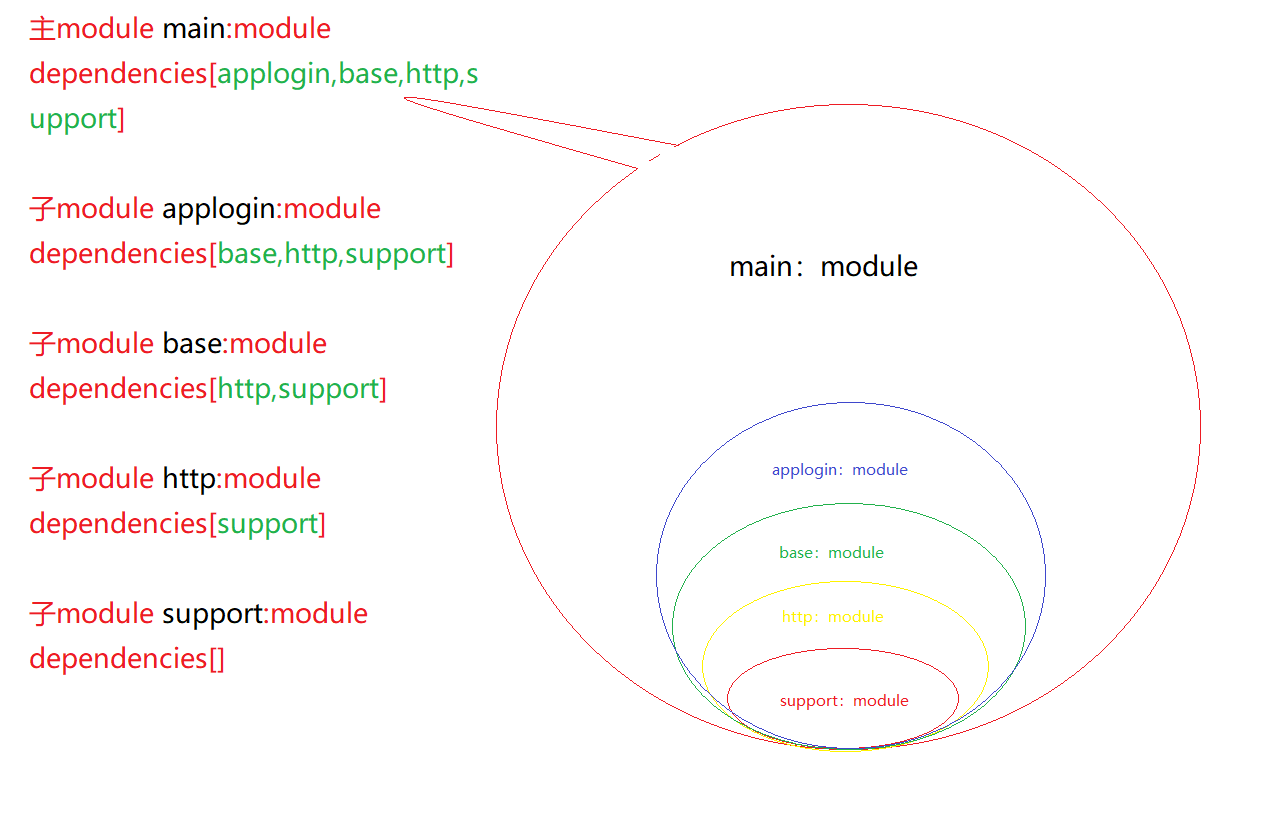 主module main:module
dependencies[applogin,base,http,s
upport]
子module applogin:module
dependencies[base,http,support]
子module base:module
dependencies[http,support]
子module http:module
dependencies[support]
子module support:module
dependencies[]
main：module
applogin：module
base：module
http：module
support：module